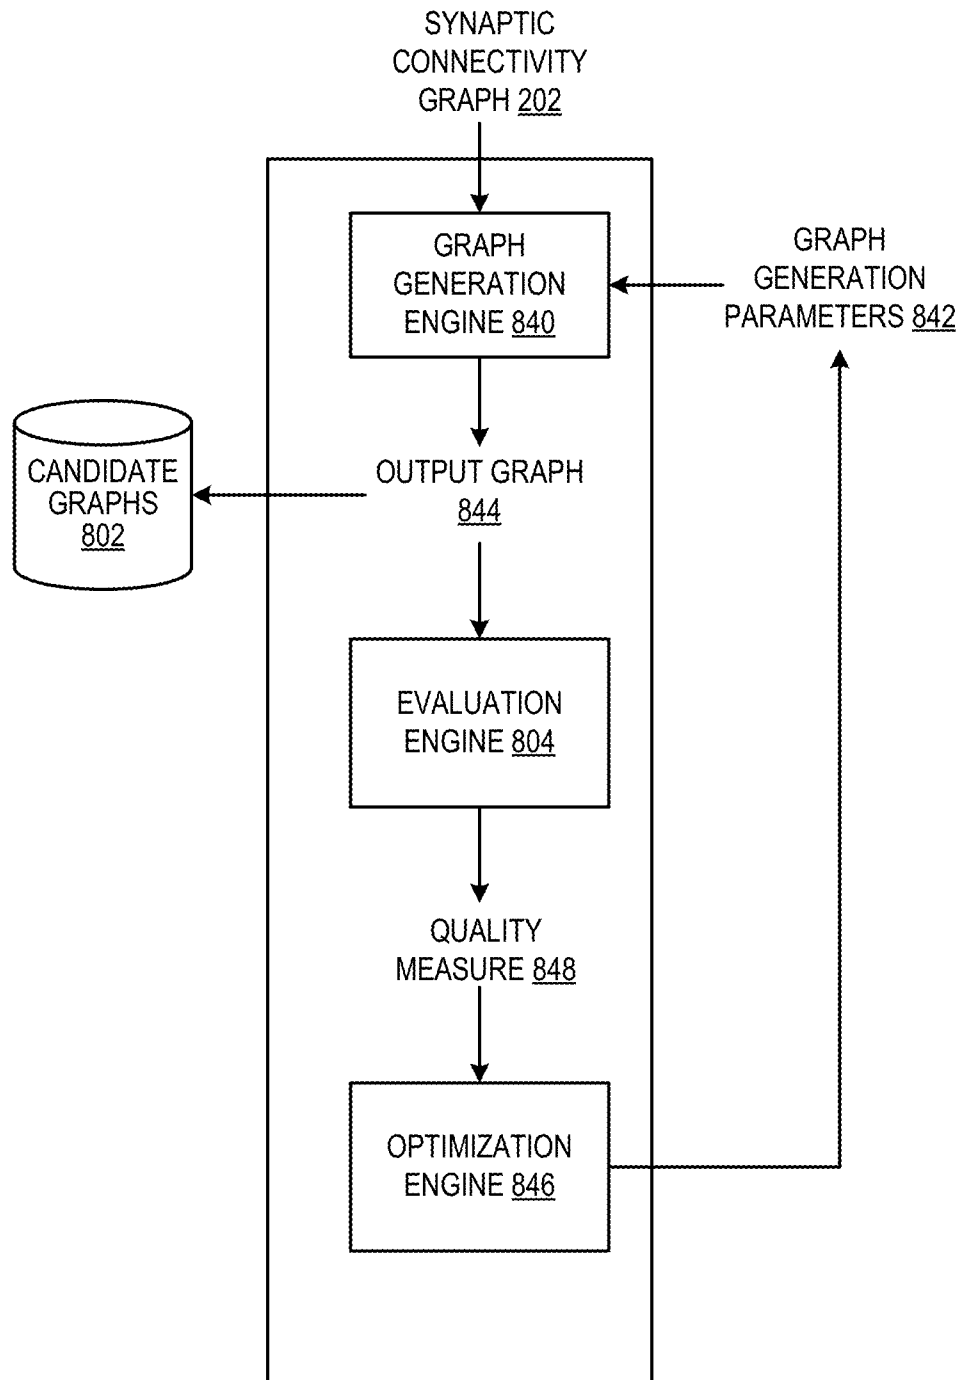 SYNAPTIC
CONNECTIVITY
GRAPH 202
GRAPH
GENERATION
ENGINE 840
GRAPH
GENERATION
PARAMETERS 842
CANDIDATE
GRAPHS
802
OUTPUT GRAPH
844
EVALUATION
ENGINE 804
QUALITY
MEASURE 848
OPTIMIZATION
ENGINE 846